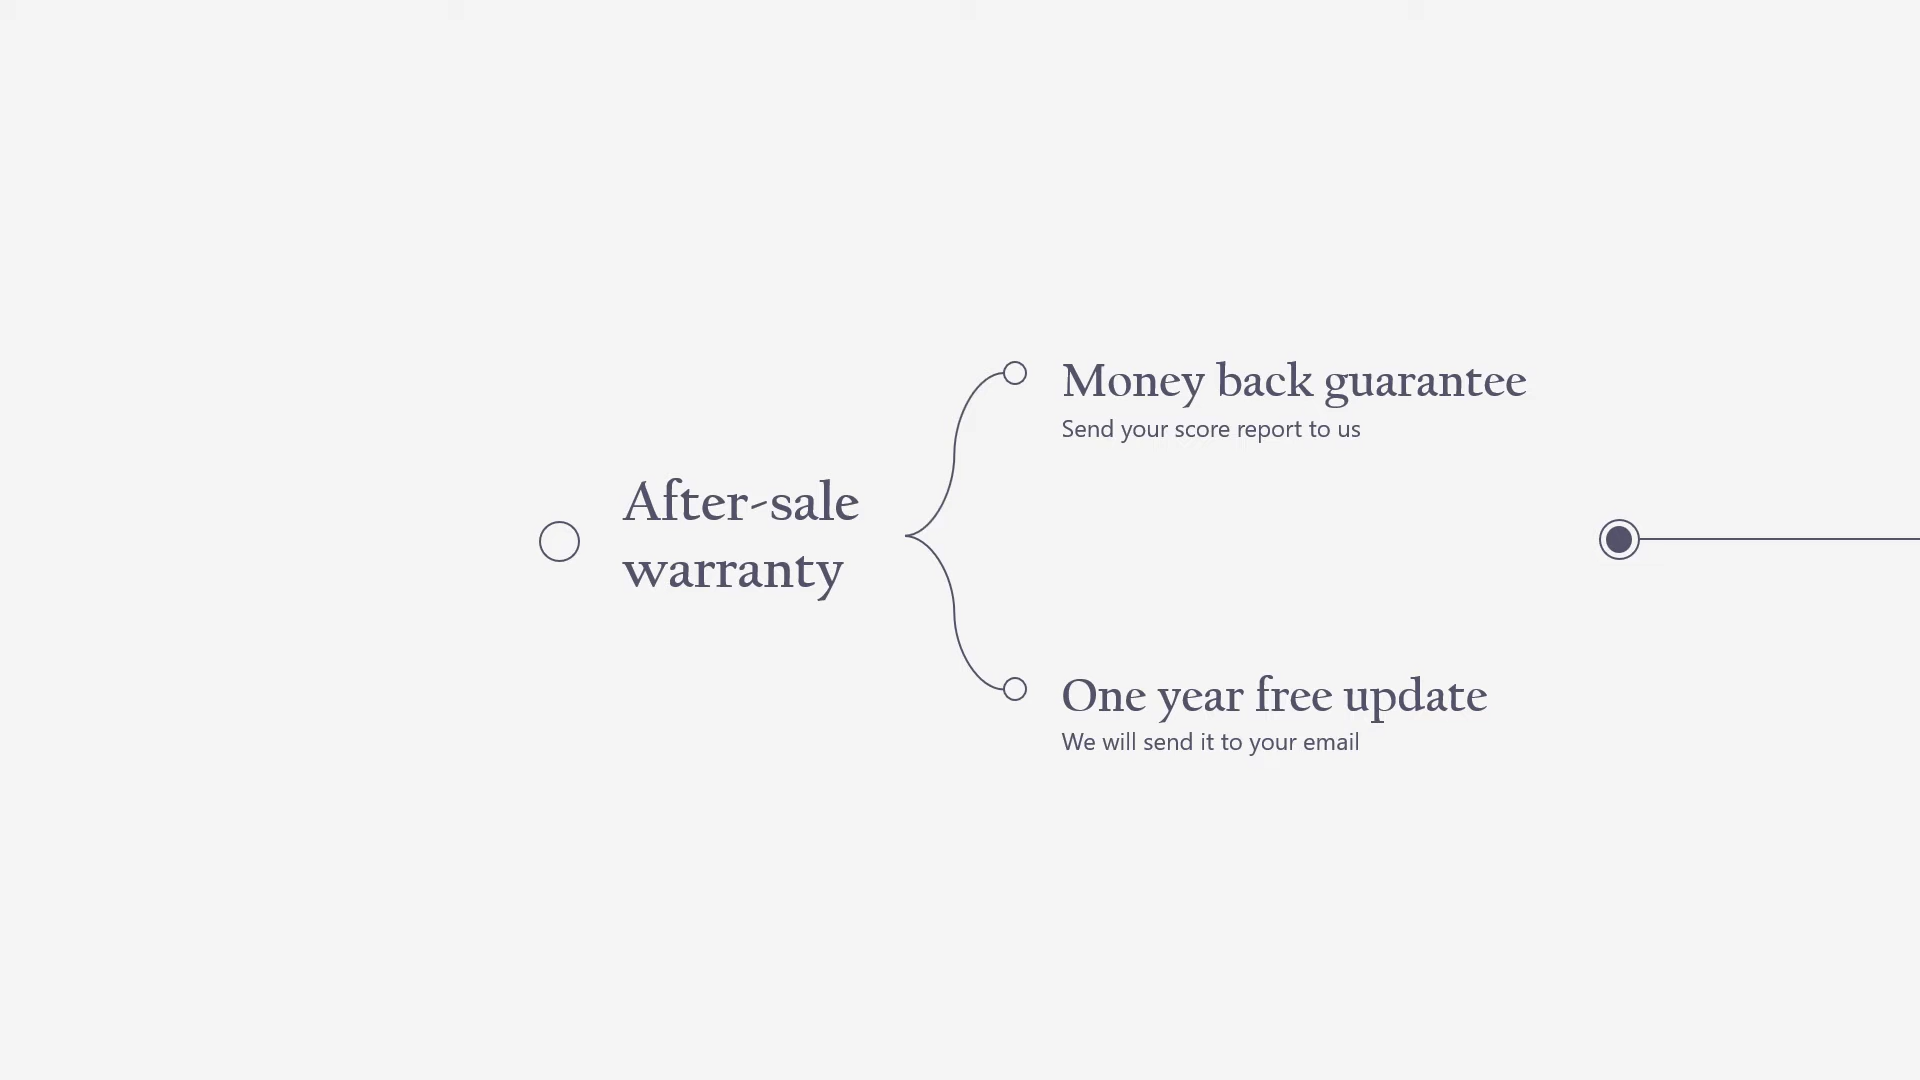 After-sale
warranty
Money back guarantee
Send your score report to us
One year free update
We will send it to your email